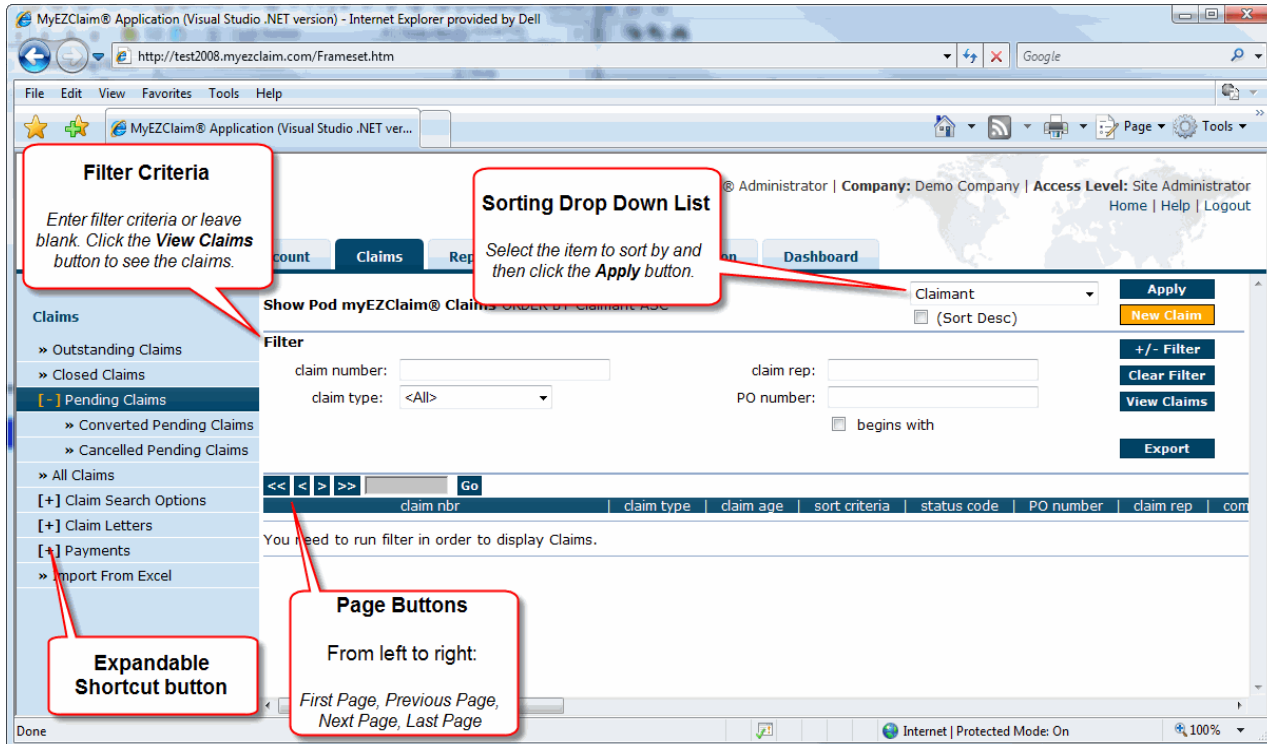 MyEZClaim® Application (Visual Studio .NET version) - Internet Explorer provided by Dell
http://test2008.myezclaim.com/Frameset.htm
Google
File Edit View Favorites Tools Help
MyEZClaim® Application (Visual Studio .NET ver...
Page Tools
Filter Criteria
Enter filter criteria or leave
blank. Click the View Claims
button to see the claims.
Sorting Drop Down List
Select the item to sort by and
then click the Apply button.
® Administrator | Company: Demo Company | Access Level: Site Administrator
Home | Help | Logout
count Claims Rep on Dashboard
Claims
» Outstanding Claims
» Closed Claims
[-] Pending Claims
» Converted Pending Claims
» Cancelled Pending Claims
» All Claims
[+] Claim Search Options
[+] Claim Letters
[+] Payments
» Import From Excel
Show Pod myEZClaim® Claims ORDER BY Claimant ASC
Claimant
(Sort Desc)
Apply
New Claim
Filter
claim number:
claim rep:
claim type: <All>
PO number:
begins with
+/- Filter
Clear Filter
View Claims
Export
<< < > >> Go
claim nbr | claim type | claim age | sort criteria | status code | PO number | claim rep | com
You need to run filter in order to display Claims.
Page Buttons
From left to right:
First Page, Previous Page,
Next Page, Last Page
Expandable
Shortcut button
Done
Internet | Protected Mode: On
100%